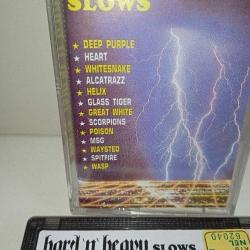 SLOWS
DEEP PURPLE
HEART
WHITESNAKE
ALCATRAZZ
HELIX
GLASS TIGER
GREAT WHITE
SCORPIONS
POISON
MSG
WAYSTED
SPITFIRE
WASP
hard'n'heavy SLOWS
62040